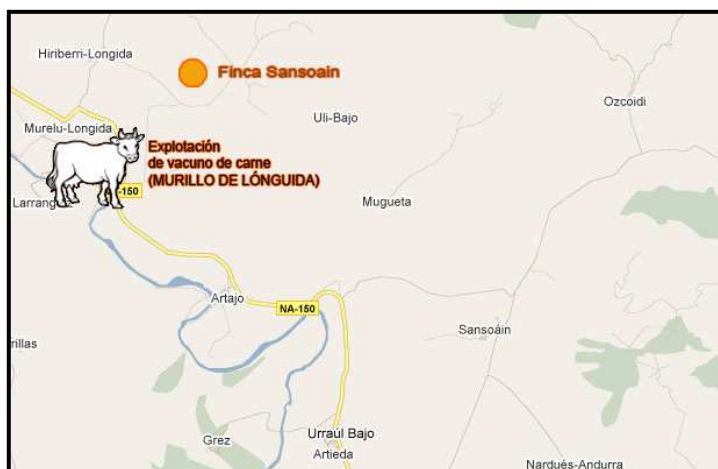 Hiriberri-Longida
Finca Sansoain
Ozcoidi
Uli-Bajo
Murelu-Longida
Explotación
de vacuno de carne
(MURILLO DE LÓNGUIDA)
-150
Larrang
Mugueta
Artajo
NA-150
Sansoáin
rillas
Urraúl Bajo
Grez
Artieda
Nardués-Andurra